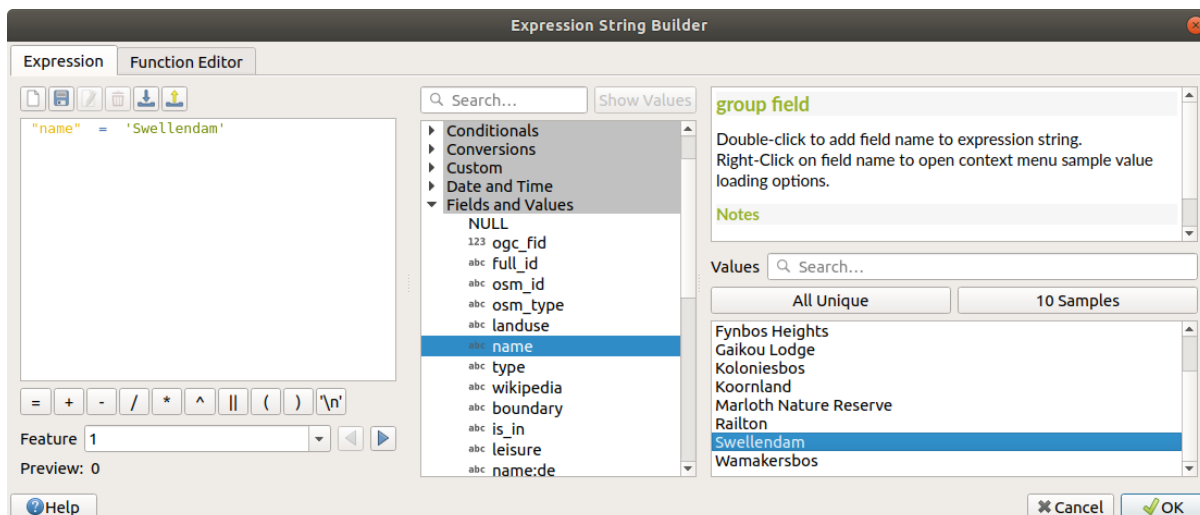 Expression String Builder
Expression
Function Editor
"name" = 'Swellendam'
= + - / * ^ || ( ) '\n'
Feature 1
Preview: 0
Help
Search...
Show Values
Conditionals
Conversions
Custom
Date and Time
Fields and Values
NULL
123 ogc_fid
abc full_id
abc osm_id
abc osm_type
abc landuse
abc name
abc type
abc wikipedia
abc boundary
abc is_in
abc leisure
abc name:de
group field
Double-click to add field name to expression string.
Right-Click on field name to open context menu sample value
loading options.
Notes
Values Search...
All Unique
10 Samples
Fynbos Heights
Gaikou Lodge
Koloniesbos
Koornland
Marloth Nature Reserve
Railton
Swellendam
Wamakersbos
Cancel
OK